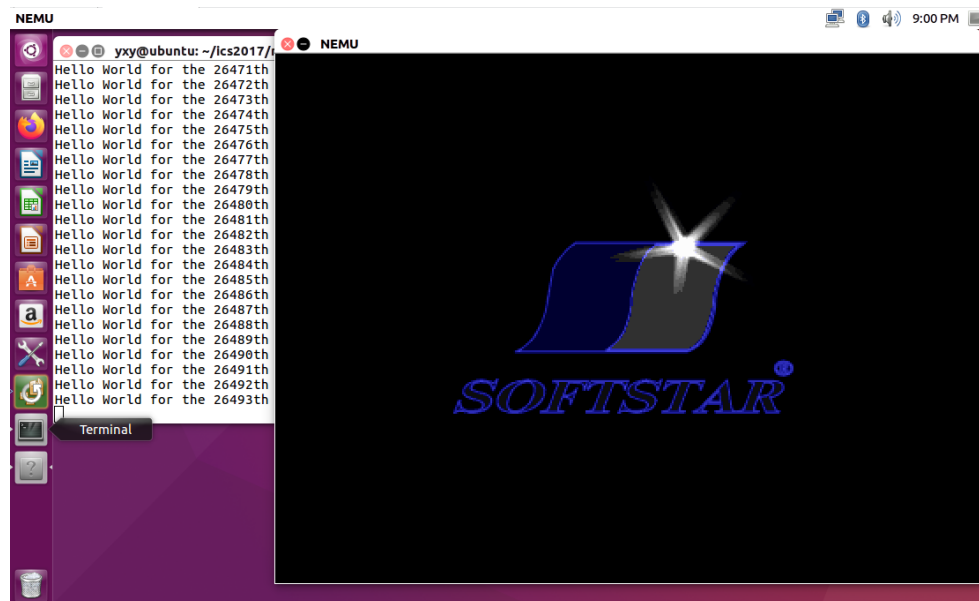 NEMU
9:00 PM
yxy@ubuntu: ~/ics2017/
NEMU
Hello World for the 26471th
Hello World for the 26472th
Hello World for the 26473th
Hello World for the 26474th
Hello World for the 26475th
Hello World for the 26476th
Hello World for the 26477th
Hello World for the 26478th
Hello World for the 26479th
Hello World for the 26480th
Hello World for the 26481th
Hello World for the 26482th
Hello World for the 26483th
Hello World for the 26484th
Hello World for the 26485th
Hello World for the 26486th
Hello World for the 26487th
Hello World for the 26488th
Hello World for the 26489th
Hello World for the 26490th
Hello World for the 26491th
Hello World for the 26492th
Hello World for the 26493th
Terminal
SOFTSTAR®